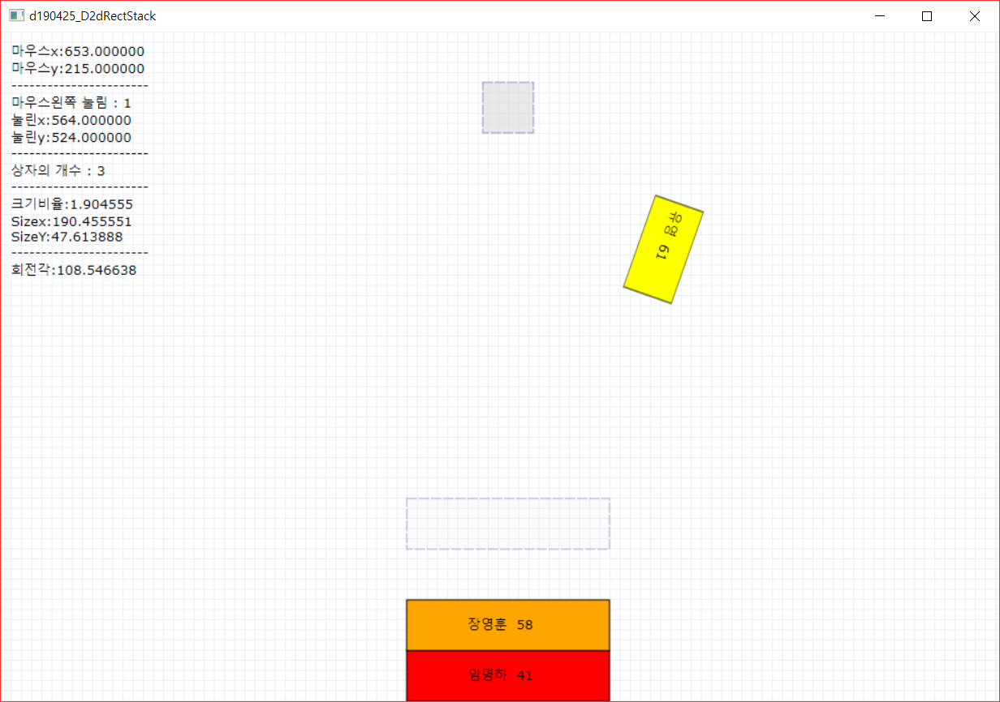 d190425_D2dRectStack
마우스x:653.000000
마우스y:215.000000
-----------------------
마우스왼쪽 눌림 : 1
눌린x:564.000000
눌린y:524.000000
-----------------------
상자의 개수 : 3
-----------------------
크기비율:1.904555
Sizex:190.455551
SizeY:47.613888
-----------------------
회전각:108.546638
유영 61
장영훈 58
임명하 41